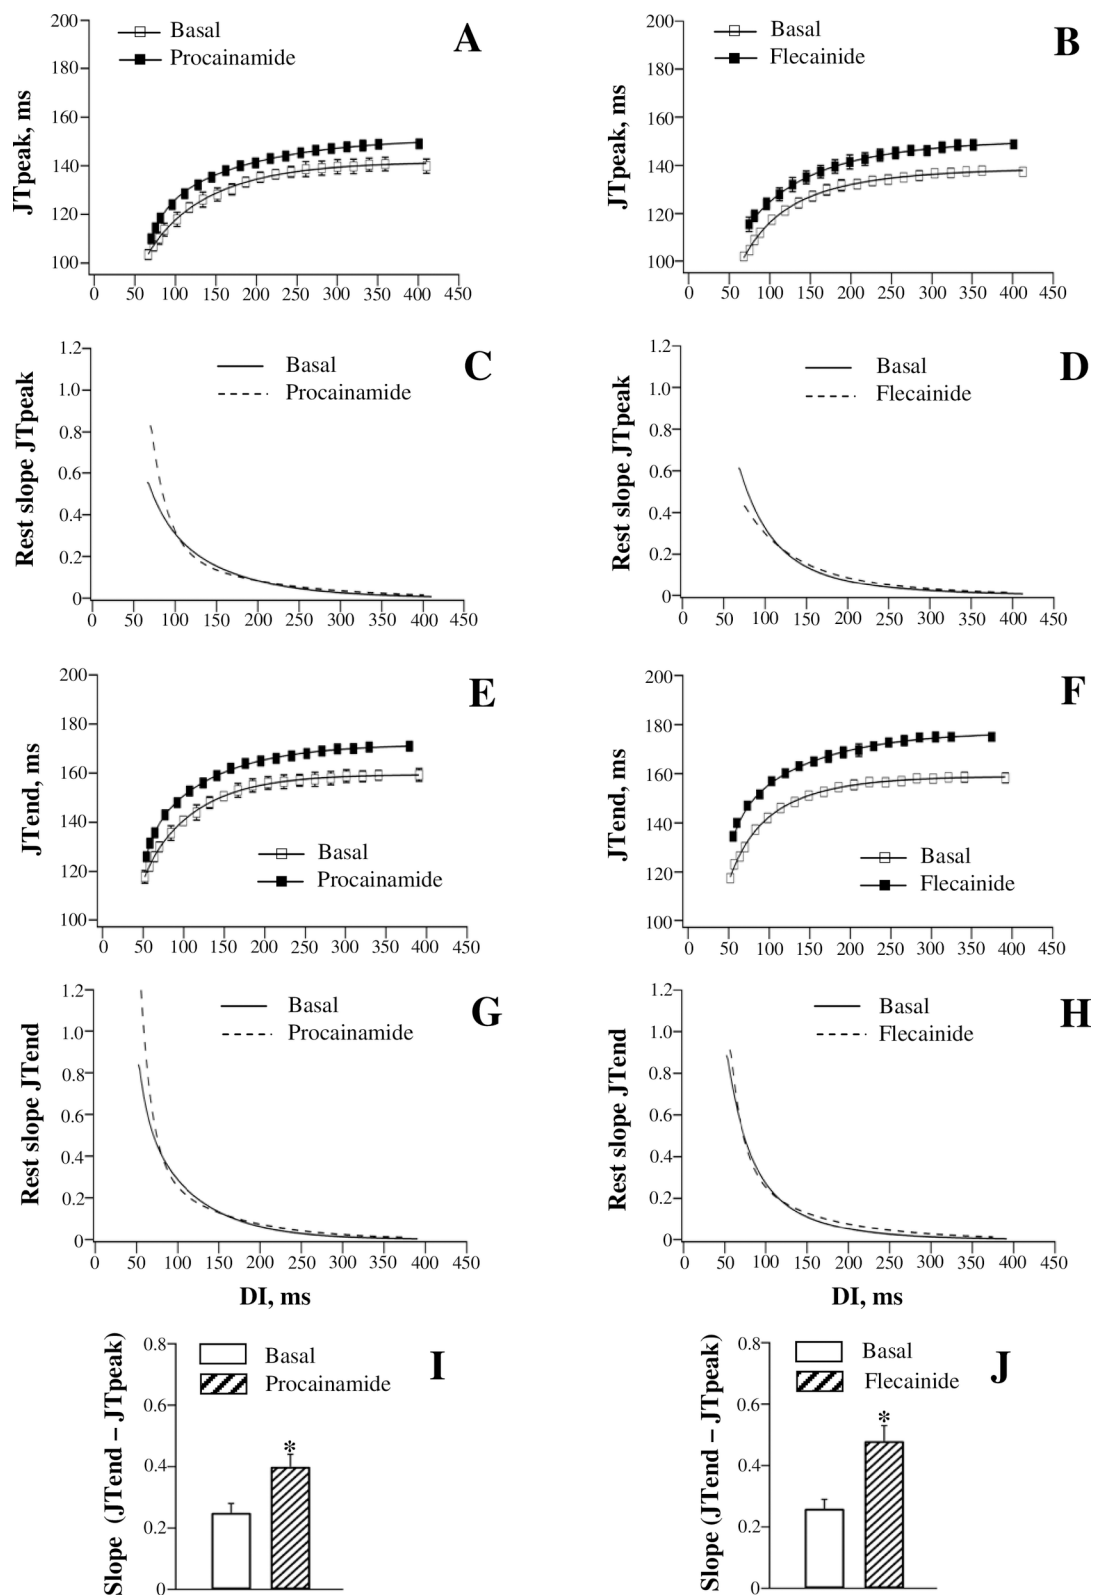 A
Basal
Procainamide
JTpeak, ms
200
180
160
140
120
100
0 50 100 150 200 250 300 350 400 450
B
Basal
Flecainide
JTpeak, ms
200
180
160
140
120
100
0 50 100 150 200 250 300 350 400 450
C
Basal
Procainamide
Rest slope JTpeak
1.2
1.0
0.8
0.6
0.4
0.2
0
0 50 100 150 200 250 300 350 400 450
D
Basal
Flecainide
Rest slope JTpeak
1.2
1.0
0.8
0.6
0.4
0.2
0
0 50 100 150 200 250 300 350 400 450
E
Basal
Procainamide
JTend, ms
200
180
160
140
120
100
0 50 100 150 200 250 300 350 400 450
F
Basal
Flecainide
JTend, ms
200
180
160
140
120
100
0 50 100 150 200 250 300 350 400 450
G
Basal
Procainamide
Rest slope JTend
1.2
1.0
0.8
0.6
0.4
0.2
0
0 50 100 150 200 250 300 350 400 450
DI, ms
H
Basal
Flecainide
Rest slope JTend
1.2
1.0
0.8
0.6
0.4
0.2
0
0 50 100 150 200 250 300 350 400 450
DI, ms
I
Basal
Procainamide
Slope (JTend – JTpeak)
0.8
0.6
0.4
0.2
0
*
J
Basal
Flecainide
Slope (JTend – JTpeak)
0.8
0.6
0.4
0.2
0
*